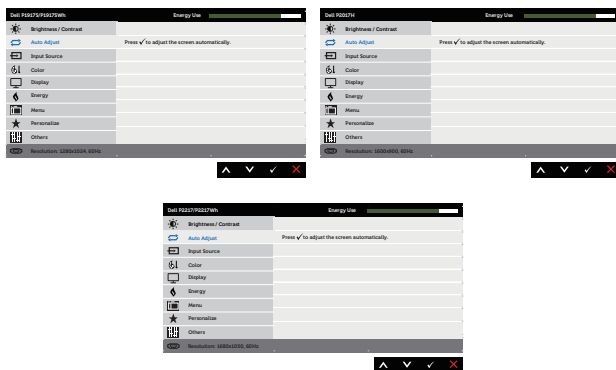 Dell P1917S/P1917SWh Energy Use
Brightness / Contrast
Auto Adjust Press ✓ to adjust the screen automatically.
Input Source
Color
Display
Energy
Menu
Personalize
Others
Resolution: 1280x1024, 60Hz
Dell P2017H Energy Use
Brightness / Contrast
Auto Adjust Press ✓ to adjust the screen automatically.
Input Source
Color
Display
Energy
Menu
Personalize
Others
Resolution: 1600x900, 60Hz
Dell P2217/P2217Wh Energy Use
Brightness / Contrast
Auto Adjust Press ✓ to adjust the screen automatically.
Input Source
Color
Display
Energy
Menu
Personalize
Others
Resolution: 1680x1050, 60Hz